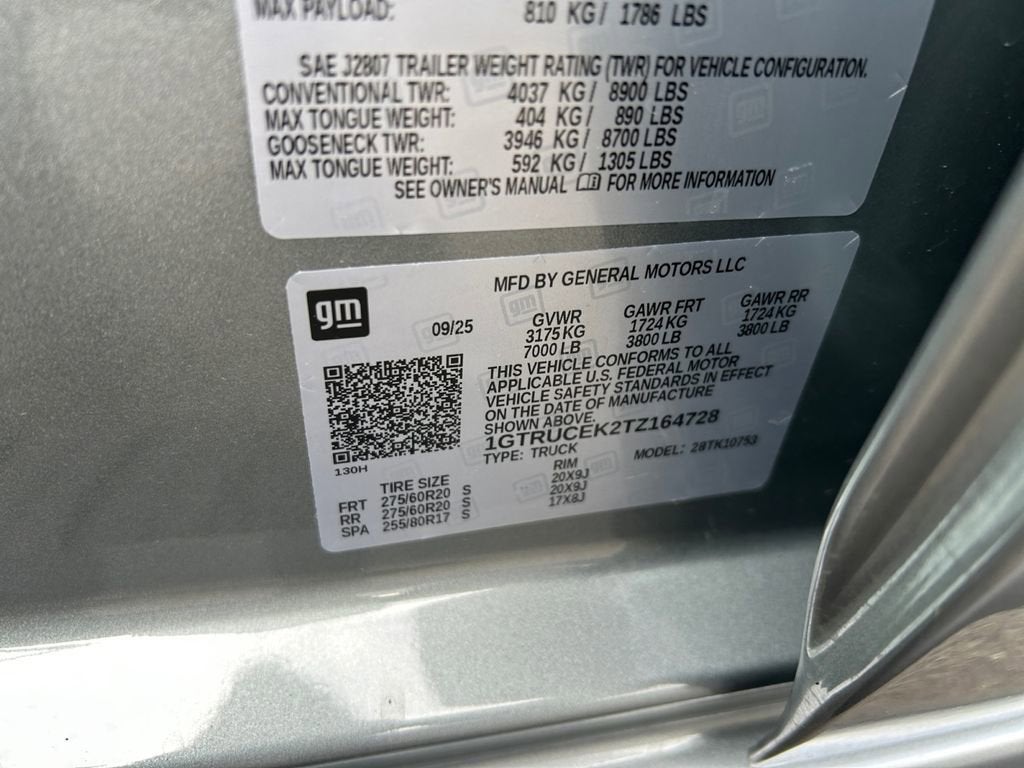 MAX PAYLOAD: 810 KG / 1786 LBS
SAE J2807 TRAILER WEIGHT RATING (TWR) FOR VEHICLE CONFIGURATION.
CONVENTIONAL TWR: 4037 KG / 8900 LBS
MAX TONGUE WEIGHT: 404 KG / 890 LBS
GOOSENECK TWR: 3946 KG / 8700 LBS
MAX TONGUE WEIGHT: 592 KG / 1305 LBS
SEE OWNER'S MANUAL FOR MORE INFORMATION
gm
MFD BY GENERAL MOTORS LLC
09/25
GVWR GAWR FRT GAWR RR
3175 KG 1724 KG 1724 KG
7000 LB 3800 LB 3800 LB
THIS VEHICLE CONFORMS TO ALL
APPLICABLE U.S. FEDERAL MOTOR
VEHICLE SAFETY STANDARDS IN EFFECT
ON THE DATE OF MANUFACTURE
SHOWN ABOVE.
1GTRUCEK2TZ164728
TYPE: TRUCK MODEL: 28TK10753
130H
TIRE SIZE RIM
FRT 275/60R20 S 20X9J
RR 275/60R20 S 20X9J
SPA 255/80R17 S 17X8J